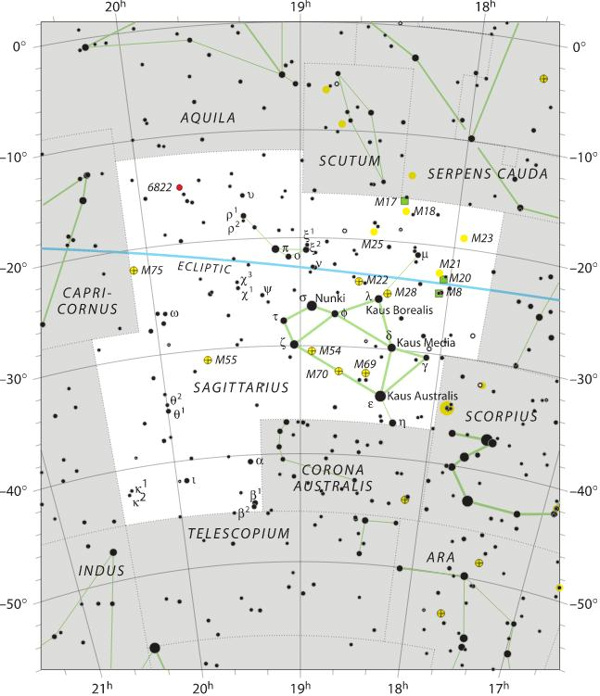 20h 19h 18h
0° 0°
AQUILA
–10° –10°
SCUTUM
SERPENS CAUDA
6822
υ
M17
M18
ρ1
ρ2
ξ1
ξ2
M25
M23
π
ο
μ
–20° –20°
M75
ECLIPTIC
ν
M21
M20
χ3
χ1
ψ
M22
M28
M8
CAPRI-
CORNUS
σ
Nunki
λ
Kaus Borealis
ω
τ
φ
δ
ζ
Kaus Media
M54
γ
–30° –30°
M55
M70
M69
SAGITTARIUS
Kaus Australis
ε
SCORPIUS
θ2
θ1
η
–40° –40°
α
CORONA
AUSTRALIS
κ1
κ2
ι
β1
β2
TELESCOPIUM
INDUS
ARA
–50° –50°
21h 20h 19h 18h 17h